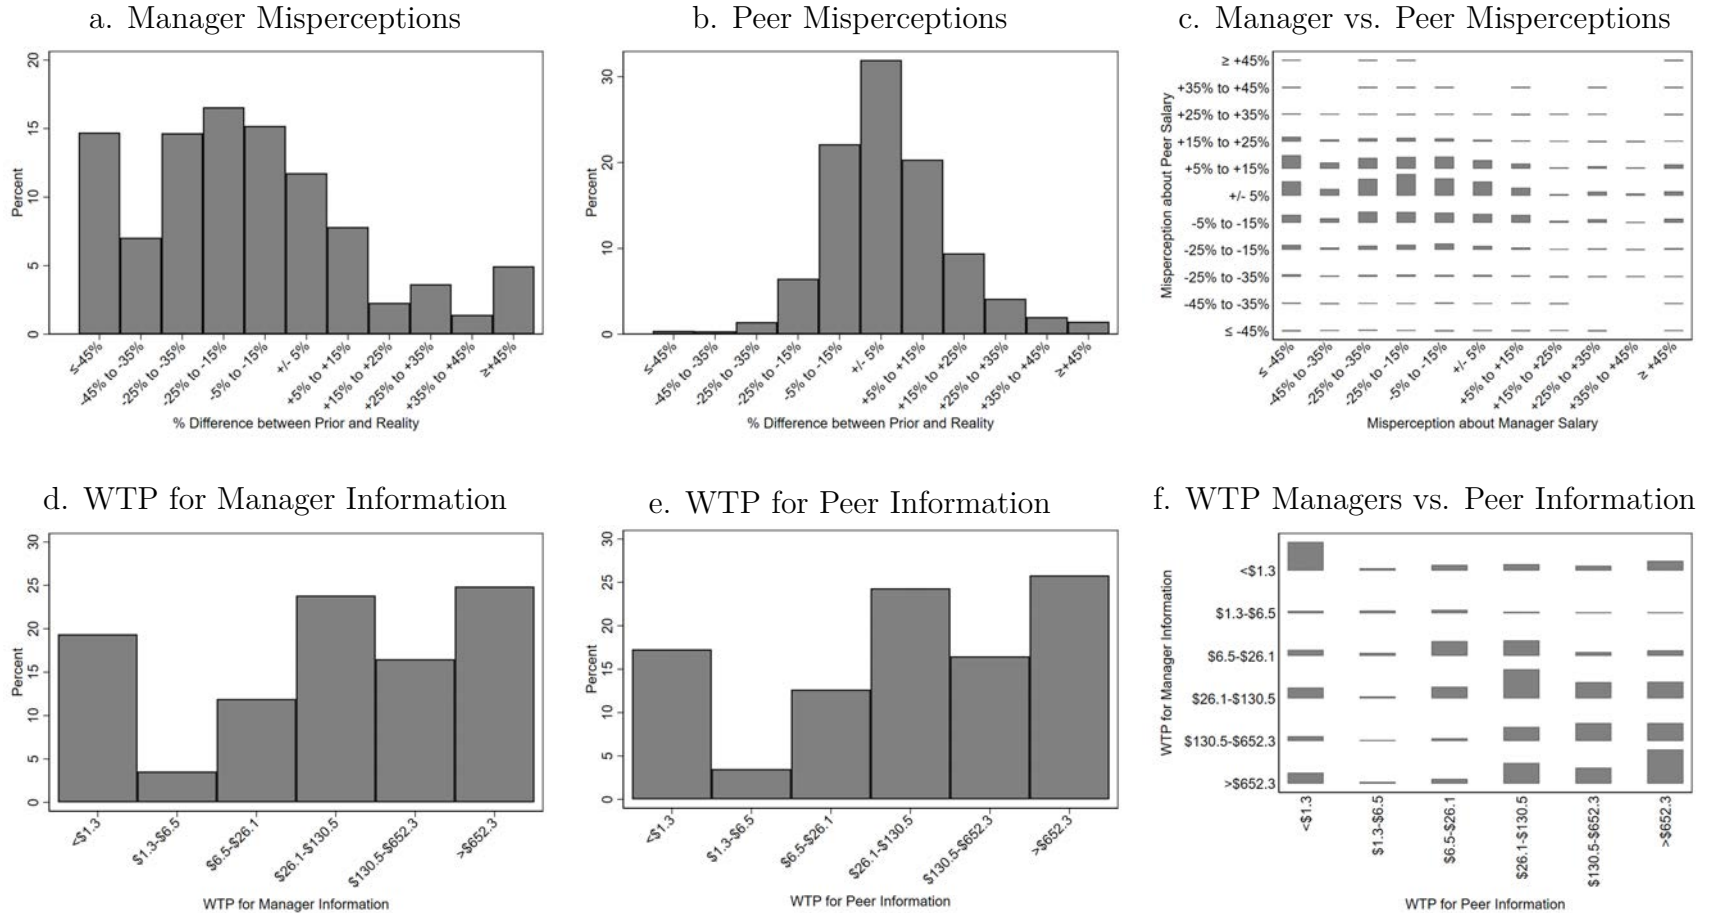 a. Manager Misperceptions
20
15
10
5
0
Percent
≤-45%
-45% to -35%
-25% to -35%
-25% to -15%
-5% to -15%
+/- 5%
+5% to +15%
+15% to +25%
+25% to +35%
+35% to +45%
≥+45%
% Difference between Prior and Reality
b. Peer Misperceptions
30
20
10
0
Percent
≤-45%
-45% to -35%
-25% to -35%
-25% to -15%
-5% to -15%
+/- 5%
+5% to +15%
+15% to +25%
+25% to +35%
+35% to +45%
≥+45%
% Difference between Prior and Reality
c. Manager vs. Peer Misperceptions
≥ +45%
+35% to +45%
+25% to +35%
+15% to +25%
+5% to +15%
+/- 5%
-5% to -15%
-25% to -15%
-25% to -35%
-45% to -35%
≤ -45%
Misperception about Peer Salary
≤ -45%
-45% to -35%
-25% to -35%
-25% to -15%
-5% to -15%
+/- 5%
+5% to +15%
+15% to +25%
+25% to +35%
+35% to +45%
≥ +45%
Misperception about Manager Salary
d. WTP for Manager Information
30
25
20
15
10
5
0
Percent
<$1.3
$1.3-$6.5
$6.5-$26.1
$26.1-$130.5
$130.5-$652.3
>$652.3
WTP for Manager Information
e. WTP for Peer Information
30
25
20
15
10
5
0
Percent
<$1.3
$1.3-$6.5
$6.5-$26.1
$26.1-$130.5
$130.5-$652.3
>$652.3
WTP for Peer Information
f. WTP Managers vs. Peer Information
<$1.3
$1.3-$6.5
$6.5-$26.1
$26.1-$130.5
$130.5-$652.3
>$652.3
WTP for Manager Information
<$1.3
$1.3-$6.5
$6.5-$26.1
$26.1-$130.5
$130.5-$652.3
>$652.3
WTP for Peer Information